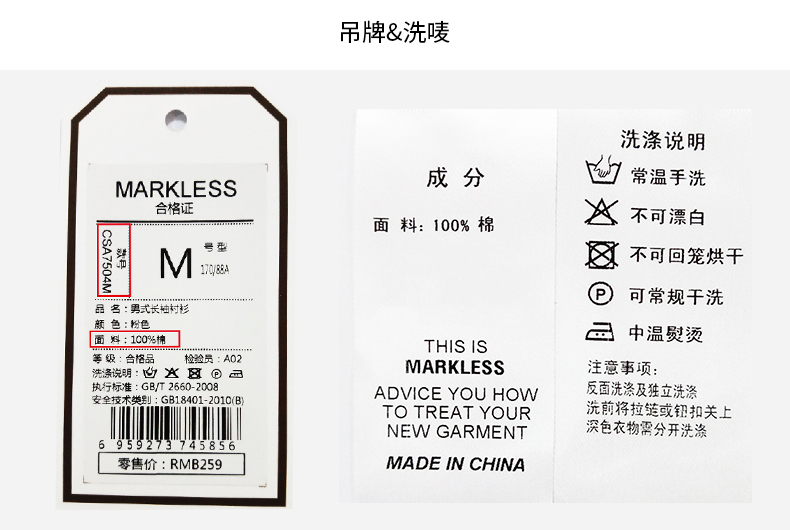 吊牌&洗唛
MARKLESS
合格证
款号
CSA7504M
M
号型
170/88A
品 名：男式长袖衬衫
颜 色：粉色
面 料：100%棉
等 级：合格品 检验员：A02
洗涤说明：
执行标准：GB/T 2660-2008
安全技术类别：GB18401-2010(B)
6 959273 745856
零售价：RMB259
成 分
面 料：100% 棉
THIS IS
MARKLESS
ADVICE YOU HOW
TO TREAT YOUR
NEW GARMENT
MADE IN CHINA
洗涤说明
常温手洗
不可漂白
不可回笼烘干
P 可常规干洗
中温熨烫
注意事项：
反面洗涤及独立洗涤
洗前将拉链或钮扣关上
深色衣物需分开洗涤